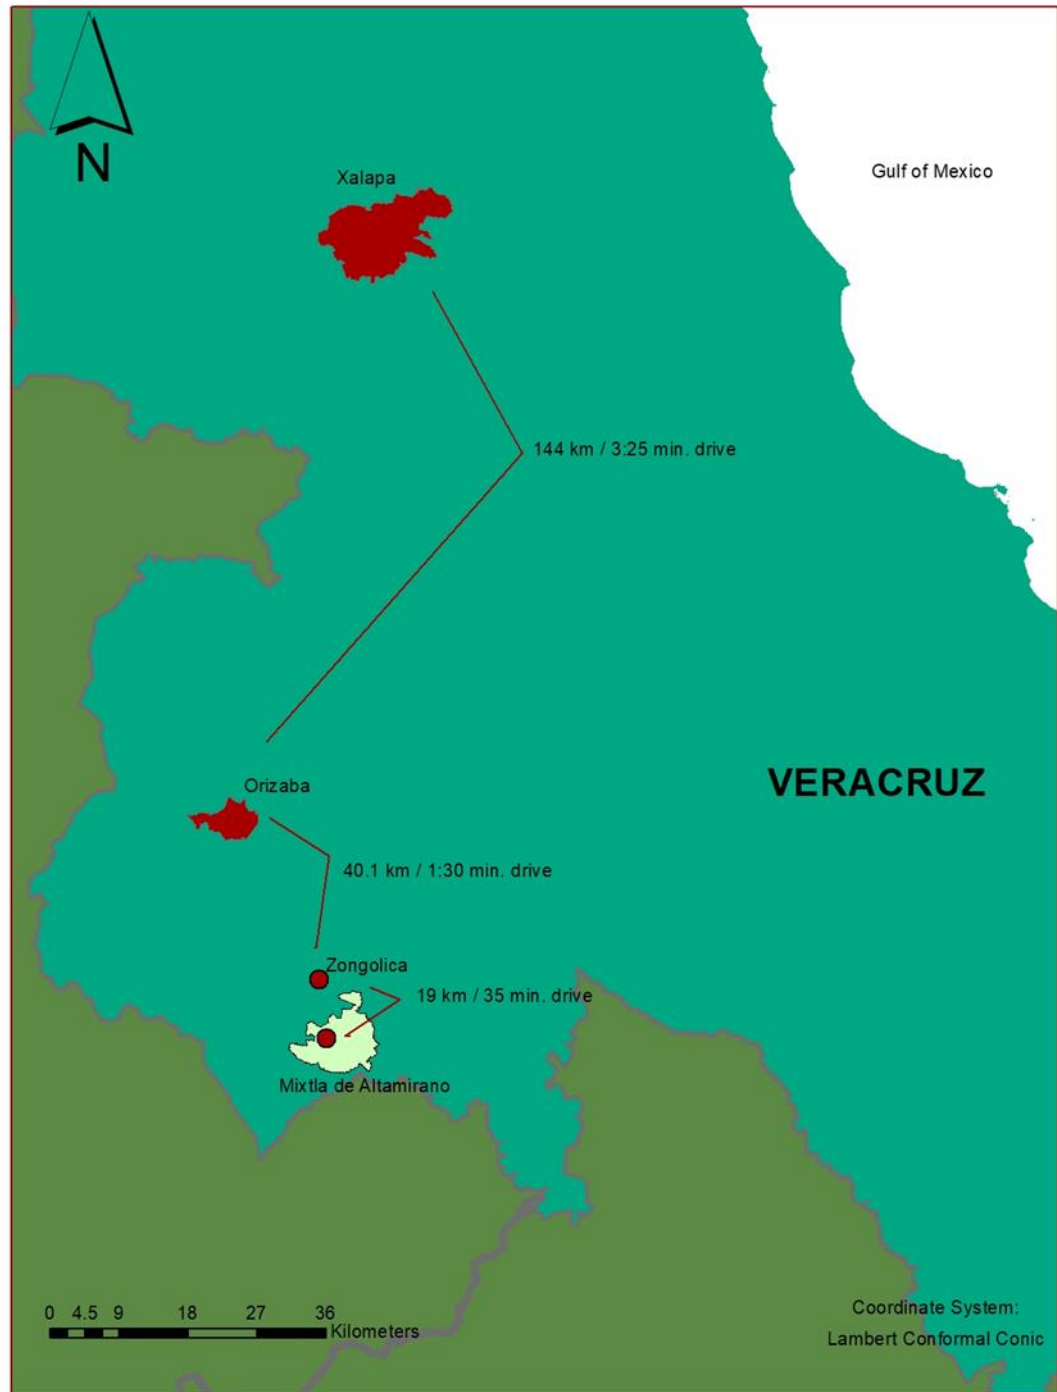 N
Xalapa
Gulf of Mexico
144 km / 3:25 min. drive
Orizaba
VERACRUZ
40.1 km / 1:30 min. drive
Zongolica
19 km / 35 min. drive
Mixtla de Altamirano
0 4.5 9 18 27 36
Kilometers
Coordinate System:
Lambert Conformal Conic